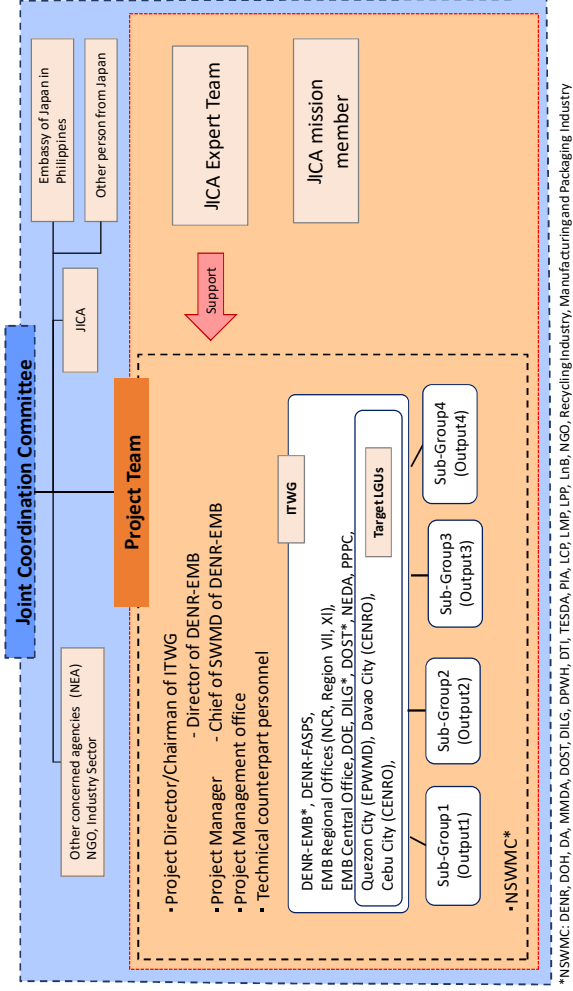 Joint Coordination Committee
Other concerned agencies (NEA)
NGO, Industry Sector
JICA
Embassy of Japan in
Philippines
Other person from Japan
Project Team
▪Project Director/Chairman of ITWG
- Director of DENR-EMB
▪Project Manager - Chief of SWMD of DENR-EMB
▪Project Management office
▪Technical counterpart personnel
ITWG
DENR-EMB*, DENR-FASPS,
EMB Regional Offices (NCR, Region VII, XI),
EMB Central Office, DOE, DILG*, DOST*, NEDA, PPPC,
Target LGUs
Quezon City (EPWMD), Davao City (CENRO),
Cebu City (CENRO),
Sub-Group1
(Output1)
Sub-Group2
(Output2)
Sub-Group3
(Output3)
Sub-Group4
(Output4)
▪NSWMC*
Support
JICA Expert Team
JICA mission
member
*NSWMC: DENR, DOH, DA, MMDA, DOST, DILG, DPWH, DTI, TESDA, PIA, LCP, LMP, LPP, LnB, NGO, Recycling Industry, Manufacturing and Packaging Industry